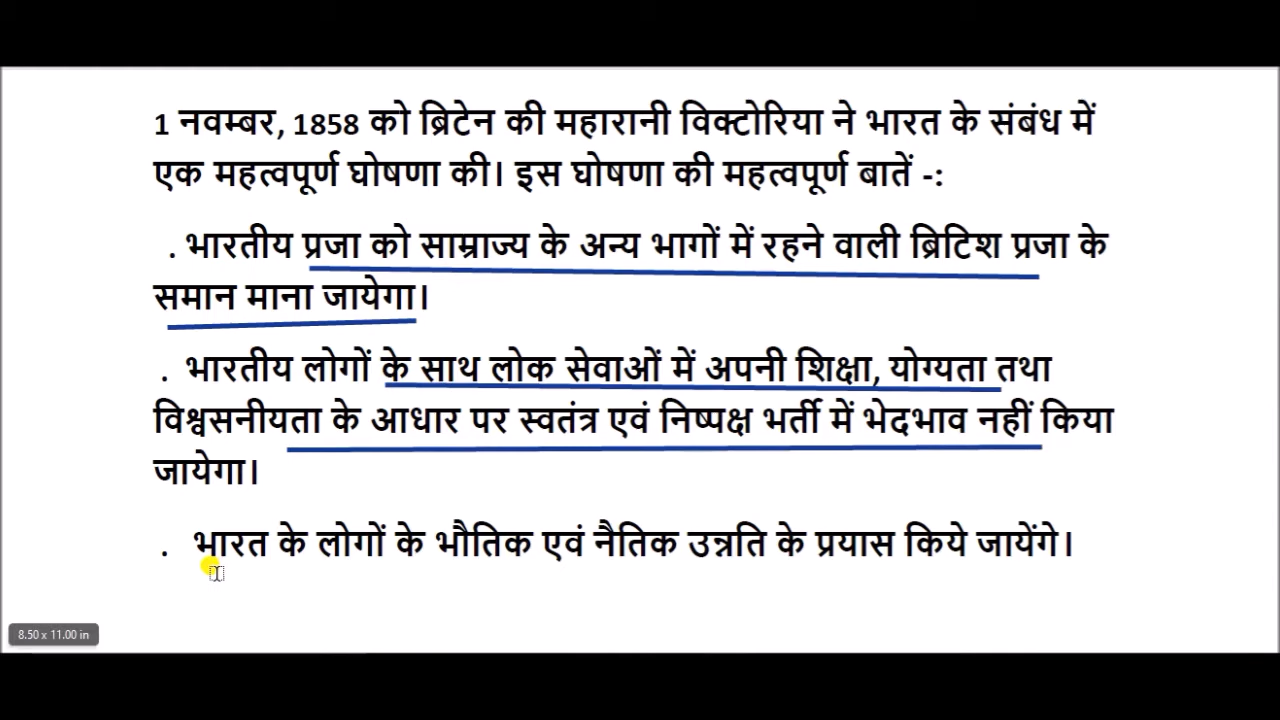 1 नवम्बर, 1858 को ब्रिटेन की महारानी विक्टोरिया ने भारत के संबंध में
एक महत्वपूर्ण घोषणा की। इस घोषणा की महत्वपूर्ण बातें -:
. भारतीय प्रजा को साम्राज्य के अन्य भागों में रहने वाली ब्रिटिश प्रजा के
समान माना जायेगा।
. भारतीय लोगों के साथ लोक सेवाओं में अपनी शिक्षा, योग्यता तथा
विश्वसनीयता के आधार पर स्वतंत्र एवं निष्पक्ष भर्ती में भेदभाव नहीं किया
जायेगा।
. भारत के लोगों के भौतिक एवं नैतिक उन्नति के प्रयास किये जायेंगे।
8.50 x 11.00 in